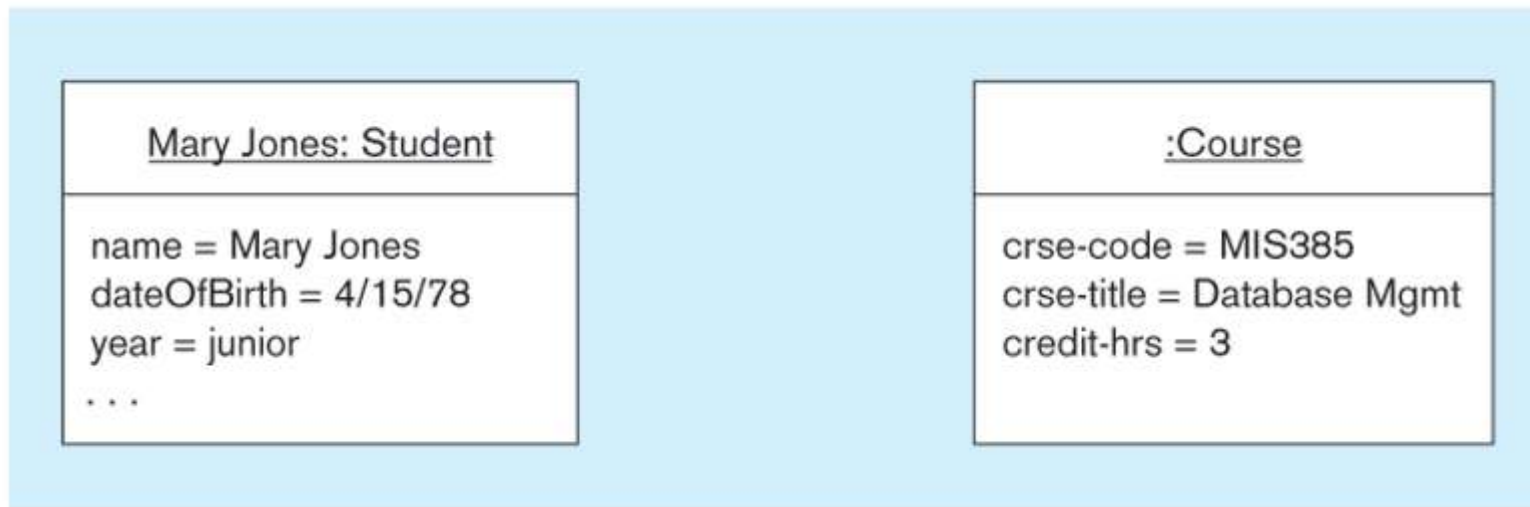 Mary Jones: Student
name = Mary Jones
dateOfBirth = 4/15/78
year = junior
. . .
:Course
crse-code = MIS385
crse-title = Database Mgmt
credit-hrs = 3